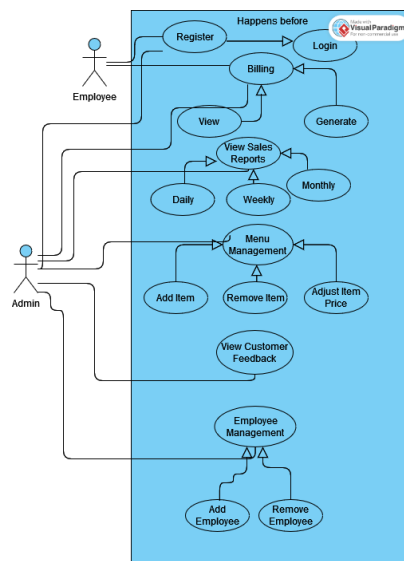 Happens before
Made with
Visual Paradigm
For non-commercial use
Register
Login
Employee
Billing
View
Generate
View Sales
Reports
Daily
Weekly
Monthly
Menu
Management
Admin
Add Item
Remove Item
Adjust Item
Price
View Customer
Feedback
Employee
Management
Add
Employee
Remove
Employee